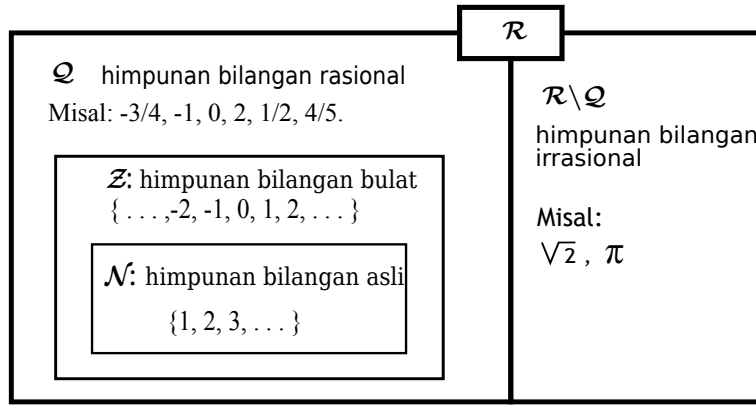 ℛ
𝒬 himpunan bilangan rasional
Misal: -3/4, -1, 0, 2, 1/2, 4/5.
𝒵: himpunan bilangan bulat
{ . . . ,-2, -1, 0, 1, 2, . . . }
𝒩: himpunan bilangan asli
{1, 2, 3, . . . }
ℛ\𝒬
himpunan bilangan
irrasional
Misal:
√2 , π